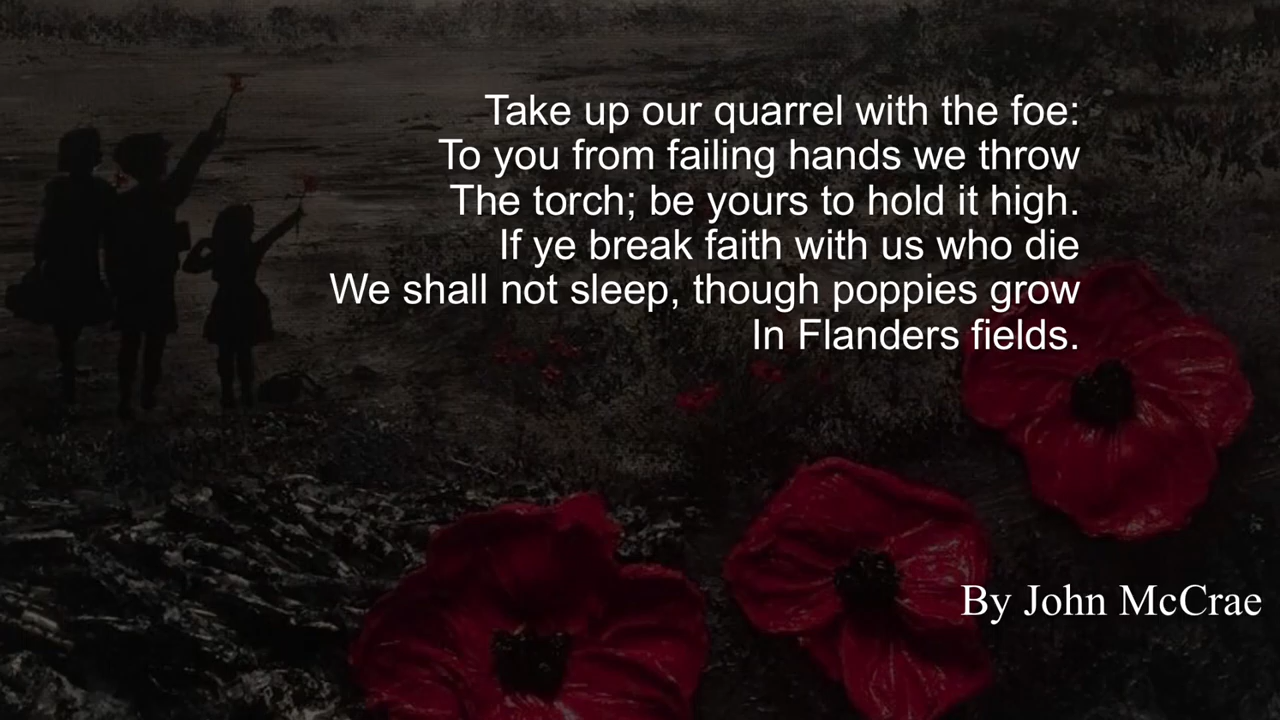 Take up our quarrel with the foe:
To you from failing hands we throw
The torch; be yours to hold it high.
If ye break faith with us who die
We shall not sleep, though poppies grow
In Flanders fields.
By John McCrae